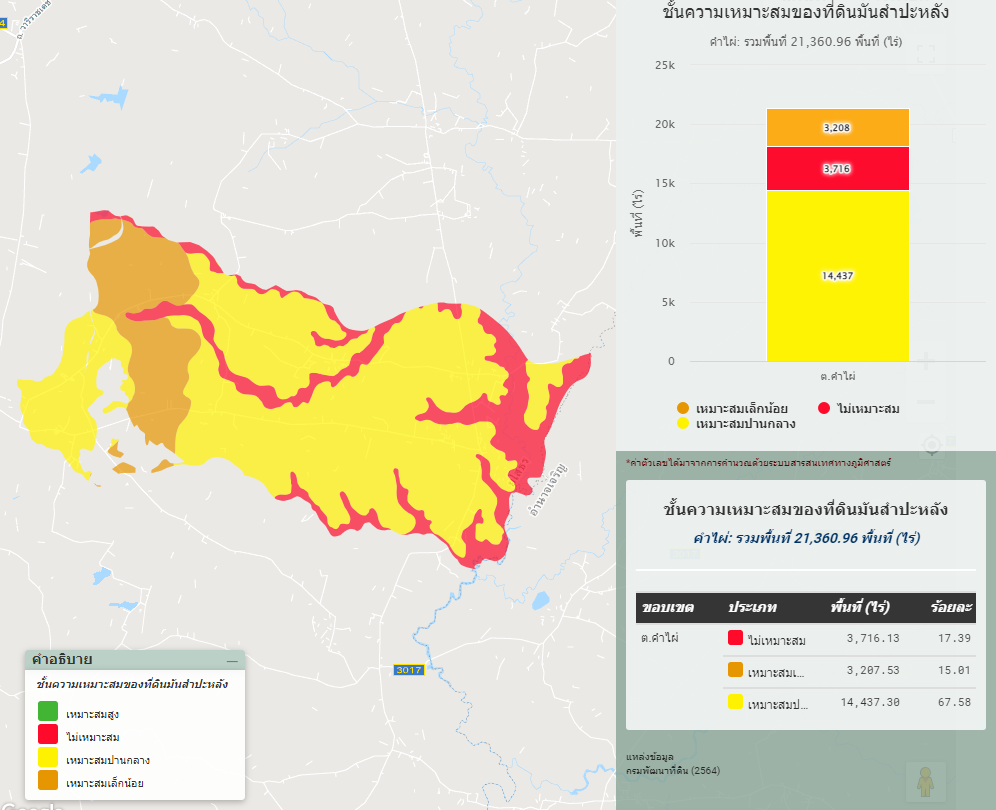 ถ. วารีราชเดช
4
อำนาจเจริญ
ยโสธร
3017
คำอธิบาย
ชั้นความเหมาะสมของที่ดินมันสำปะหลัง
เหมาะสมสูง
ไม่เหมาะสม
เหมาะสมปานกลาง
เหมาะสมเล็กน้อย
Google
ชั้นความเหมาะสมของที่ดินมันสำปะหลัง
คำไผ่: รวมพื้นที่ 21,360.96 พื้นที่ (ไร่)
พื้นที่ (ไร่)
25k
20k
15k
10k
5k
0
3,208
3,716
14,437
ต.คำไผ่
เหมาะสมเล็กน้อย ไม่เหมาะสม
เหมาะสมปานกลาง
*ค่าตัวเลขได้มาจากการคำนวณด้วยระบบสารสนเทศทางภูมิศาสตร์
ชั้นความเหมาะสมของที่ดินมันสำปะหลัง
คำไผ่: รวมพื้นที่ 21,360.96 พื้นที่ (ไร่)
ขอบเขต ประเภท พื้นที่ (ไร่) ร้อยละ
ต.คำไผ่ ไม่เหมาะสม 3,716.13 17.39
เหมาะสมเ... 3,207.53 15.01
เหมาะสมป... 14,437.30 67.58
แหล่งข้อมูล
กรมพัฒนาที่ดิน (2564)